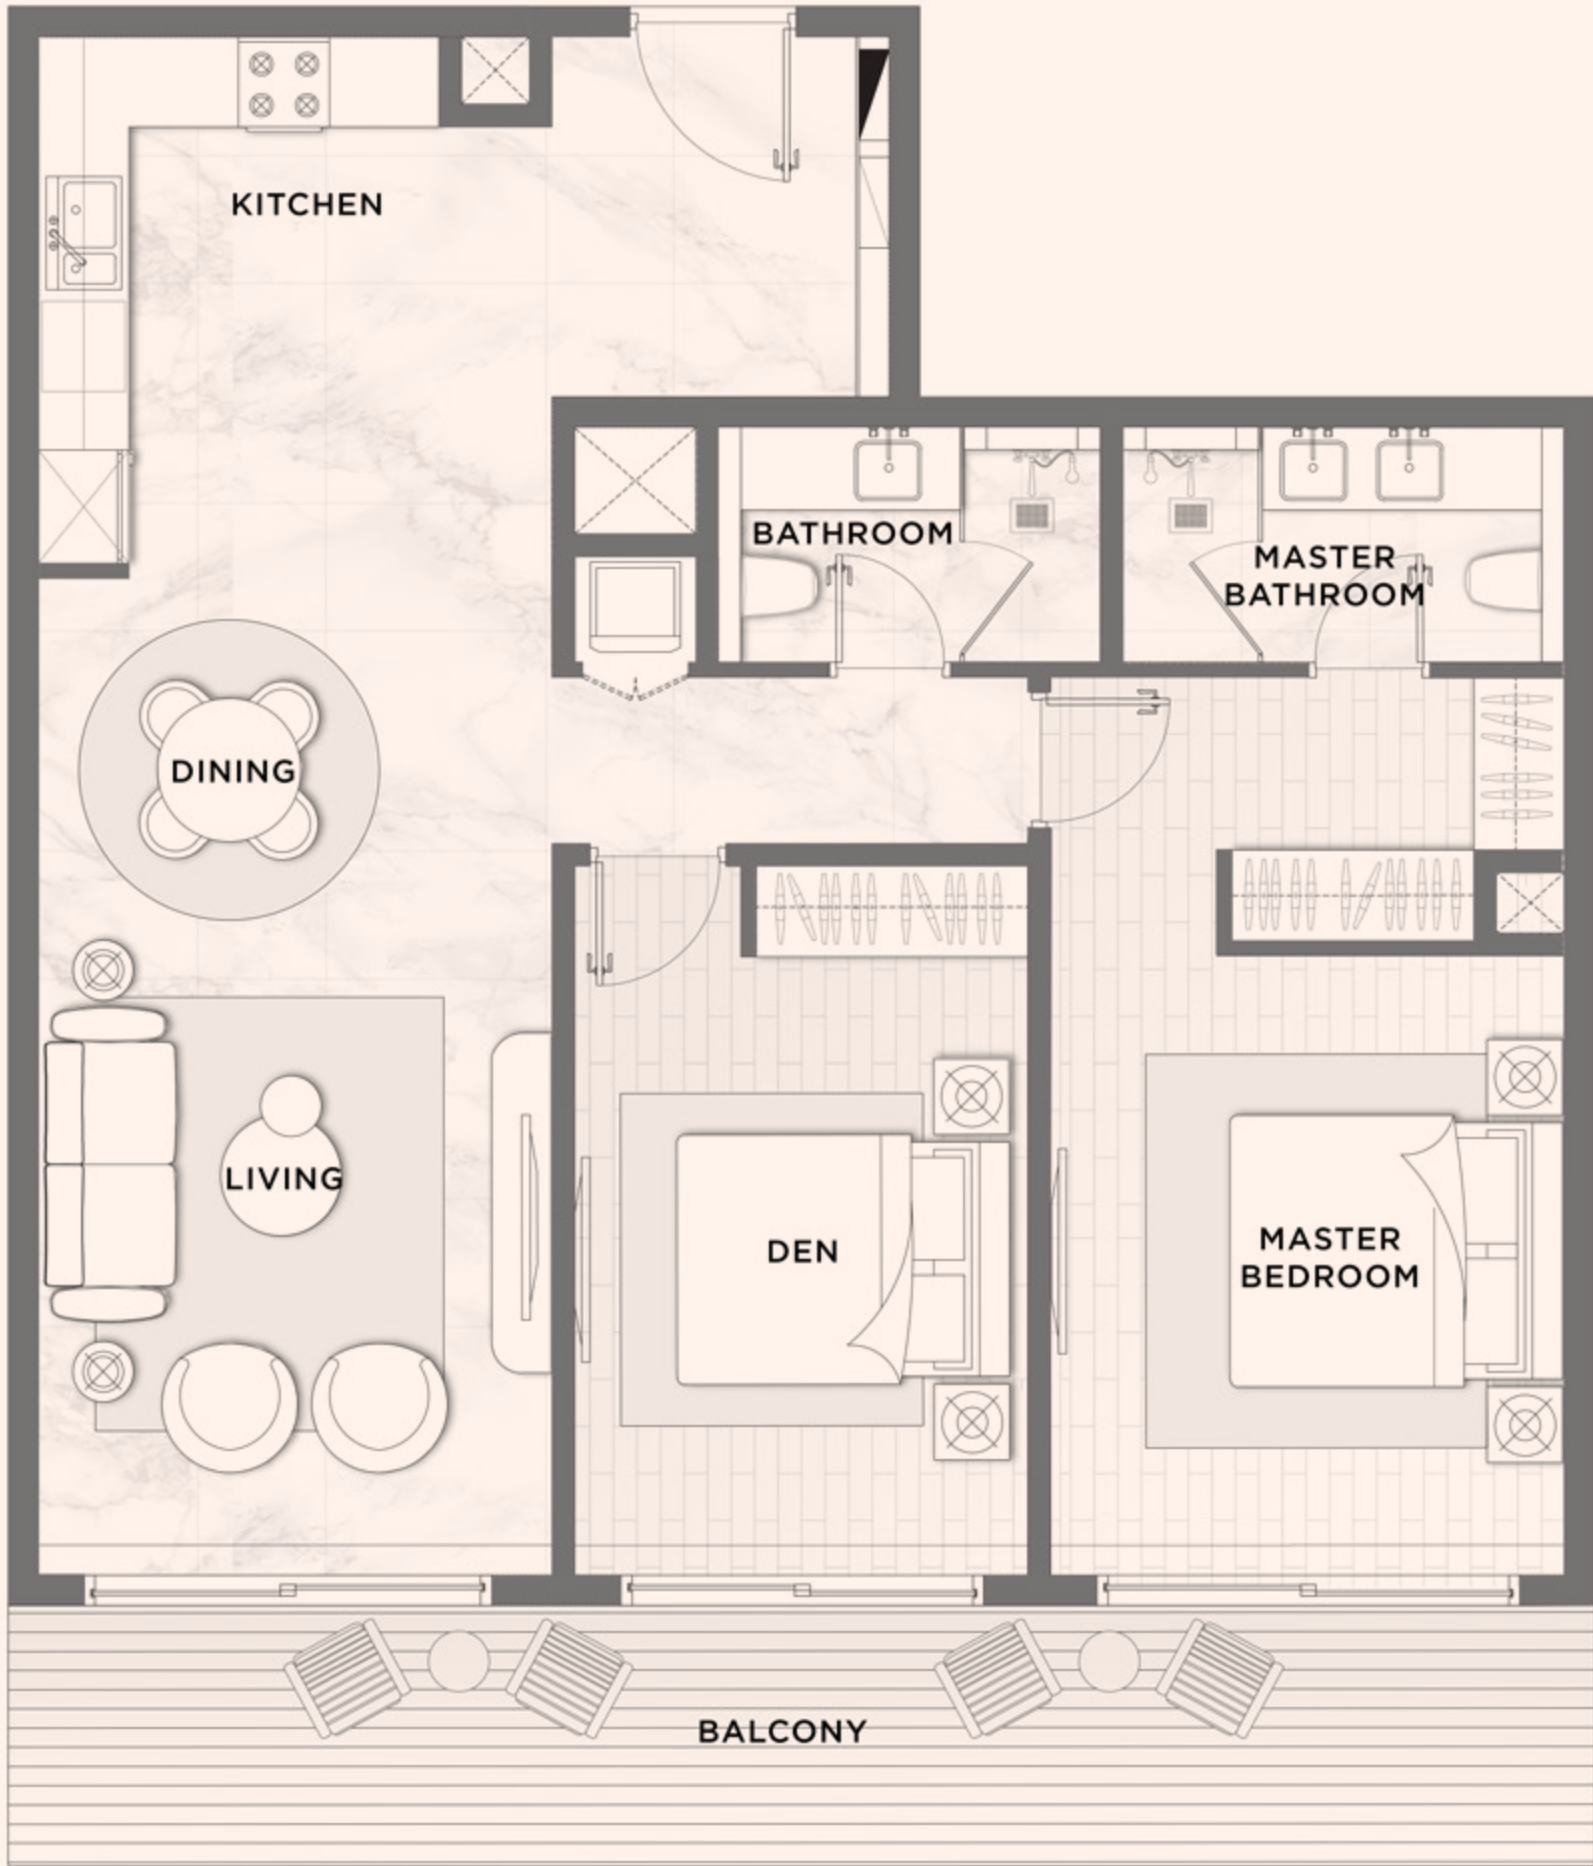 KITCHEN
BATHROOM
MASTER
BATHROOM
DINING
LIVING
DEN
MASTER
BEDROOM
BALCONY